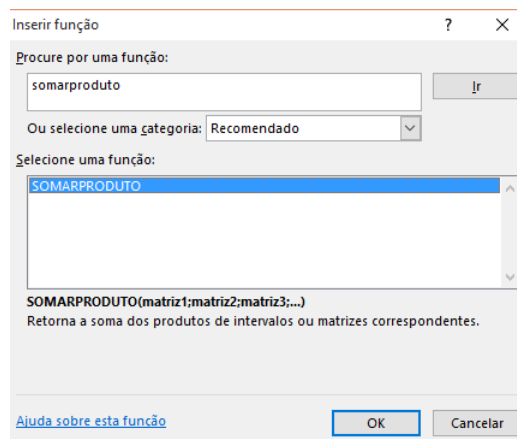 Inserir função ? ✕
Procure por uma função:
somarproduto Ir
Ou selecione uma categoria: Recomendado
Selecione uma função:
SOMARPRODUTO
SOMARPRODUTO(matriz1;matriz2;matriz3;...)
Retorna a soma dos produtos de intervalos ou matrizes correspondentes.
Ajuda sobre esta função OK Cancelar